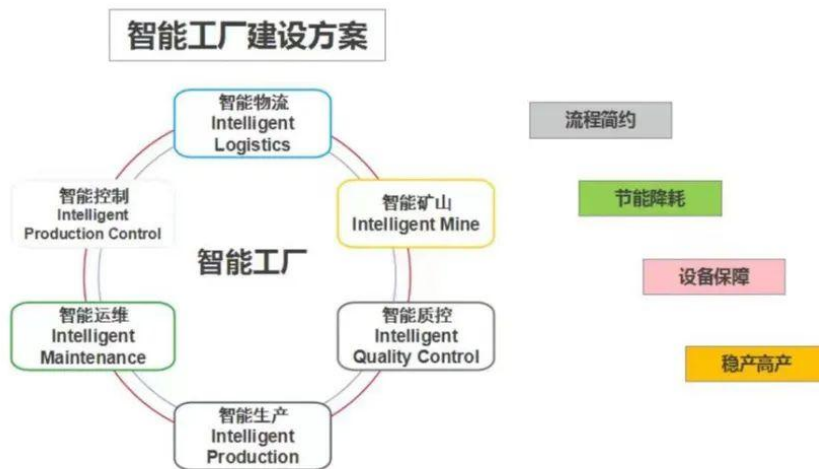 智能工厂建设方案
智能物流
Intelligent
Logistics
流程简约
智能控制
Intelligent
Production Control
智能矿山
Intelligent Mine
节能降耗
智能工厂
设备保障
智能运维
Intelligent
Maintenance
智能质控
Intelligent
Quality Control
稳产高产
智能生产
Intelligent
Production